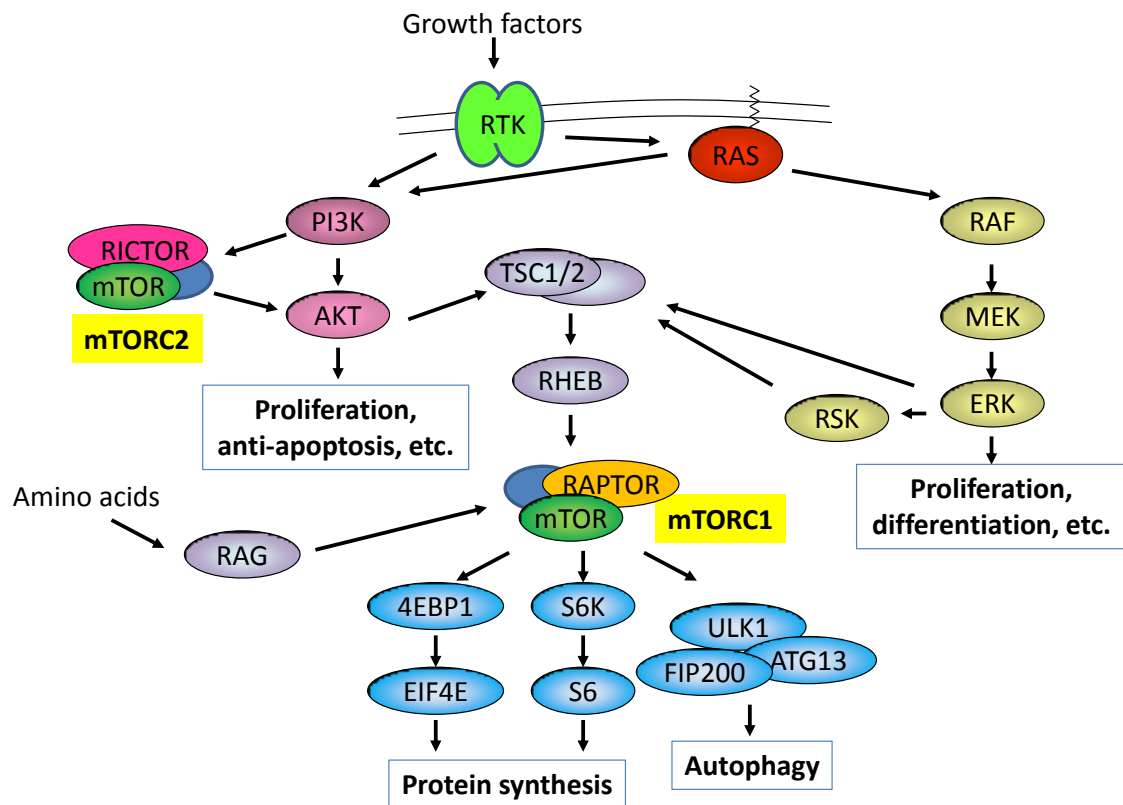 Growth factors
RTK
RAS
PI3K
RAF
RICTOR
mTOR
mTORC2
AKT
TSC1/2
MEK
RHEB
ERK
RSK
Proliferation,
anti-apoptosis, etc.
Proliferation,
differentiation, etc.
Amino acids
RAG
RAPTOR
mTOR
mTORC1
4EBP1
S6K
ULK1
ATG13
FIP200
EIF4E
S6
Protein synthesis
Autophagy